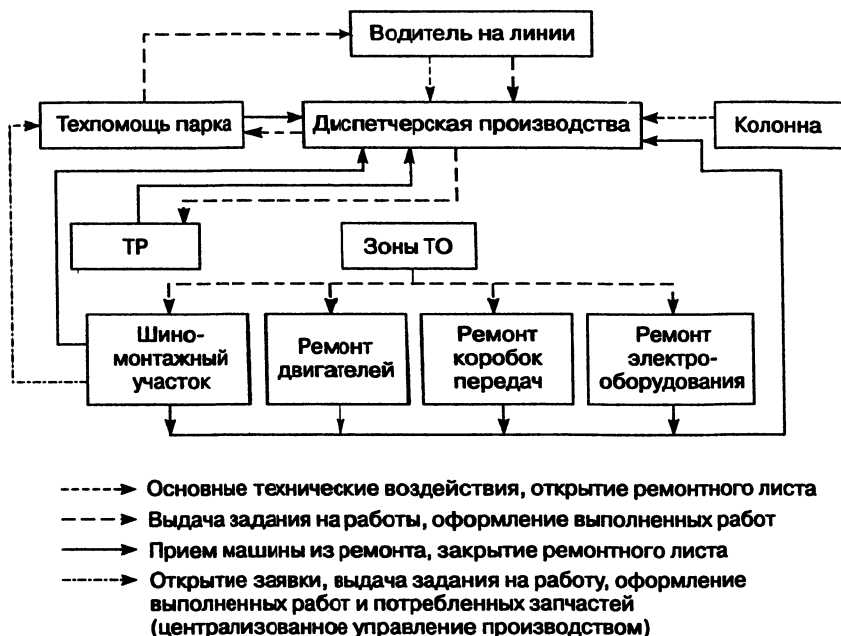 Водитель на линии
Техпомощь парка
Диспетчерская производства
Колонна
ТР
Зоны ТО
Шино-
монтажный
участок
Ремонт
двигателей
Ремонт
коробок
передач
Ремонт
электро-
оборудования
Основные технические воздействия, открытие ремонтного листа
Выдача задания на работы, оформление выполненных работ
Прием машины из ремонта, закрытие ремонтного листа
Открытие заявки, выдача задания на работу, оформление
выполненных работ и потребленных запчастей
(централизованное управление производством)